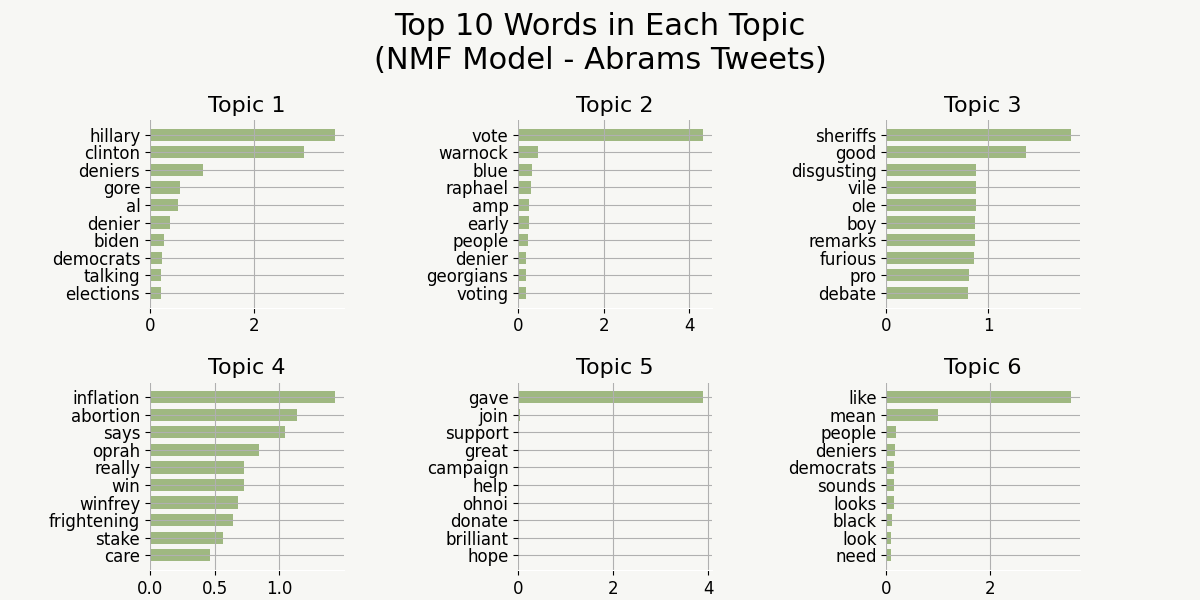 Top 10 Words in Each Topic
(NMF Model - Abrams Tweets)
Topic 1
hillary
clinton
deniers
gore
al
denier
biden
democrats
talking
elections
0 2
Topic 2
vote
warnock
blue
raphael
amp
early
people
denier
georgians
voting
0 2 4
Topic 3
sheriffs
good
disgusting
vile
ole
boy
remarks
furious
pro
debate
0 1
Topic 4
inflation
abortion
says
oprah
really
win
winfrey
frightening
stake
care
0.0 0.5 1.0
Topic 5
gave
join
support
great
campaign
help
ohnoi
donate
brilliant
hope
0 2 4
Topic 6
like
mean
people
deniers
democrats
sounds
looks
black
look
need
0 2